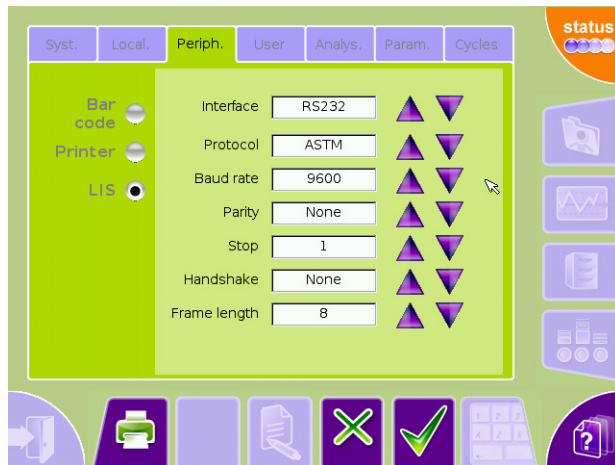 status
Syst. Local. Periph. User Analys. Param. Cycles
Bar
code
Printer
LIS
Interface RS232
Protocol ASTM
Baud rate 9600
Parity None
Stop 1
Handshake None
Frame length 8
?